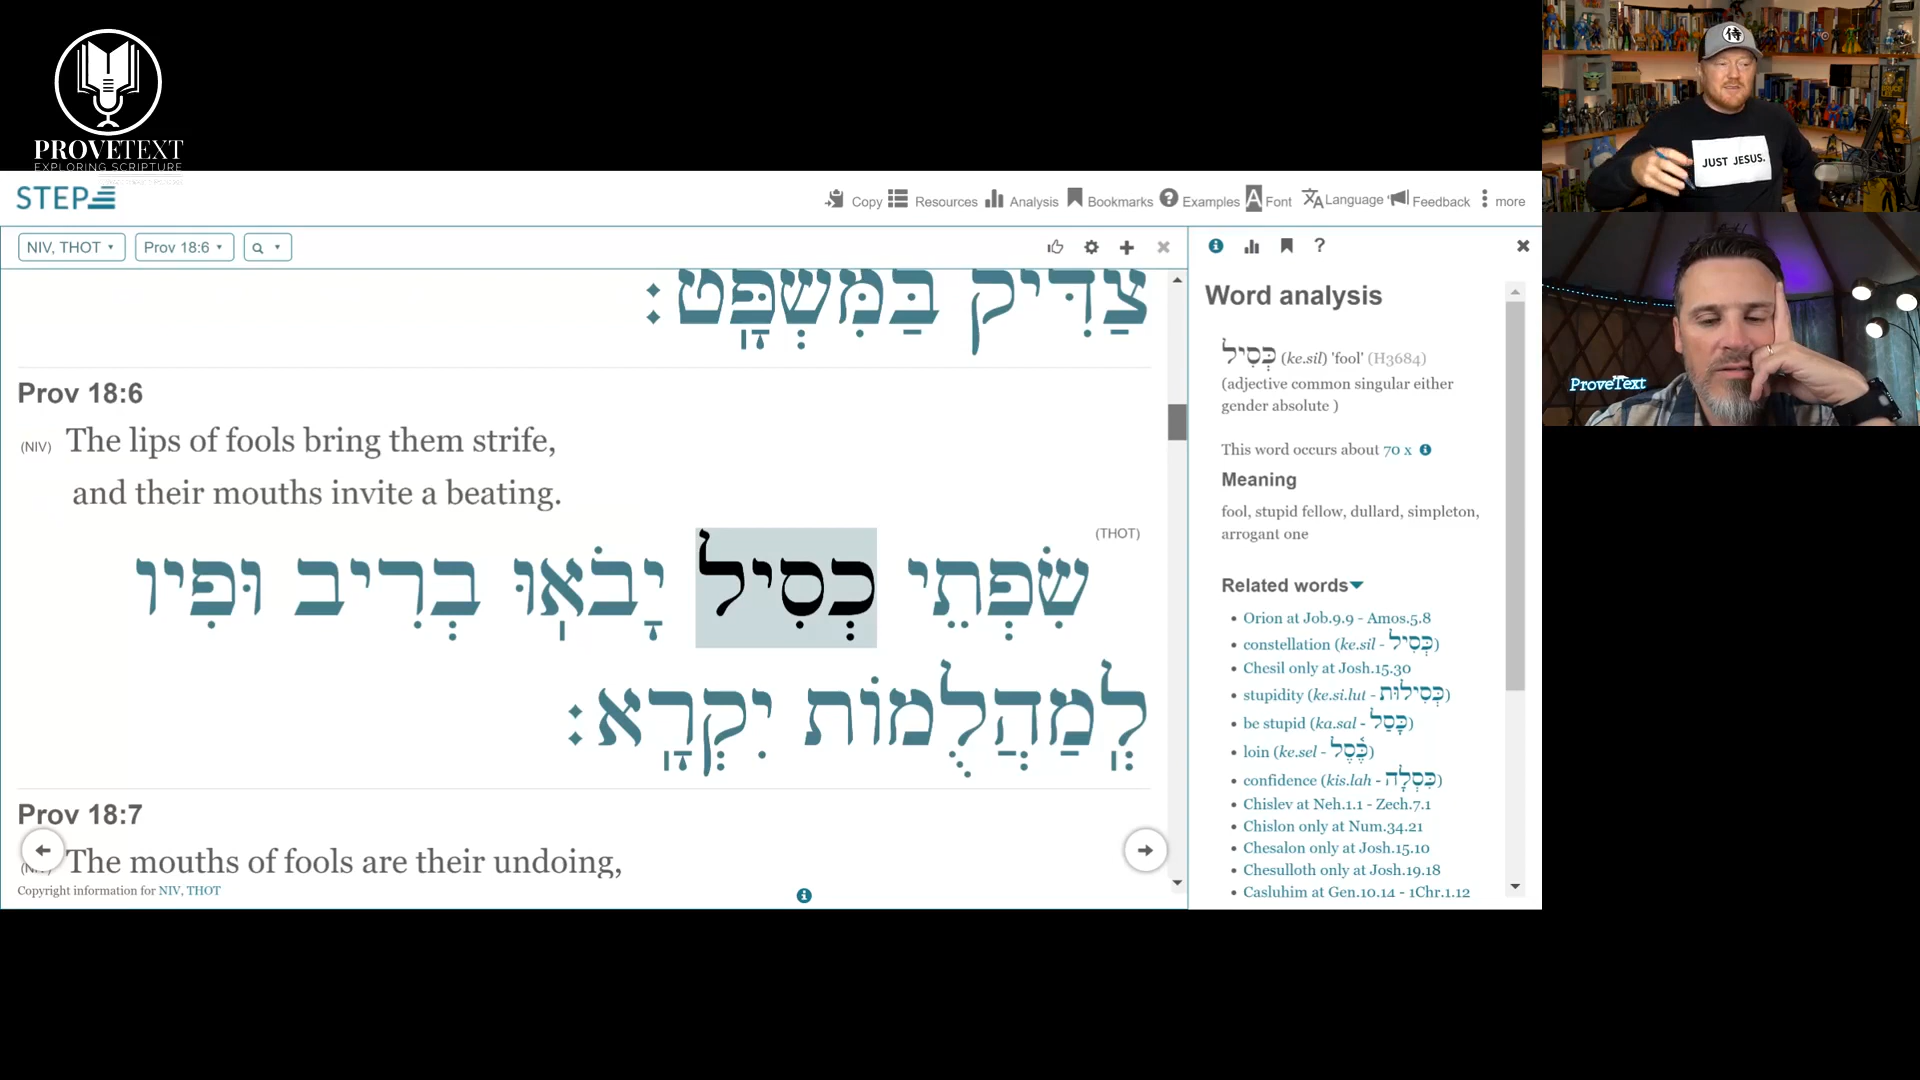 PROVETEXT
EXPLORING SCRIPTURE
STEP
Copy Resources Analysis Bookmarks Examples A Font Language Feedback more
NIV, THOT Prov 18:6
צַדִּיק בַּמִּשְׁפָּֽט׃
Prov 18:6
(NIV) The lips of fools bring them strife,
and their mouths invite a beating.
(THOT)
שִׂפְתֵי כְסִיל יָבֹאֽוּ בְרִיב וּפִיו
לְֽמַהֲלֻמוֹת יִקְרָֽא׃
Prov 18:7
The mouths of fools are their undoing,
Copyright information for NIV, THOT
Word analysis
כְּסִיל (ke.sil) 'fool' (H3684)
(adjective common singular either
gender absolute )
This word occurs about 70 x
Meaning
fool, stupid fellow, dullard, simpleton,
arrogant one
Related words
• Orion at Job.9.9 - Amos.5.8
• constellation (ke.sil - כְּסִיל)
• Chesil only at Josh.15.30
• stupidity (ke.si.lut - כְּסִילוּת)
• be stupid (ka.sal - כָּסַל)
• loin (ke.sel - כֶּ֫סֶל)
• confidence (kis.lah - כִּסְלָה)
• Chislev at Neh.1.1 - Zech.7.1
• Chislon only at Num.34.21
• Chesalon only at Josh.15.10
• Chesulloth only at Josh.19.18
• Casluhim at Gen.10.14 - 1Chr.1.12
侍
JUST JESUS.
ProveText